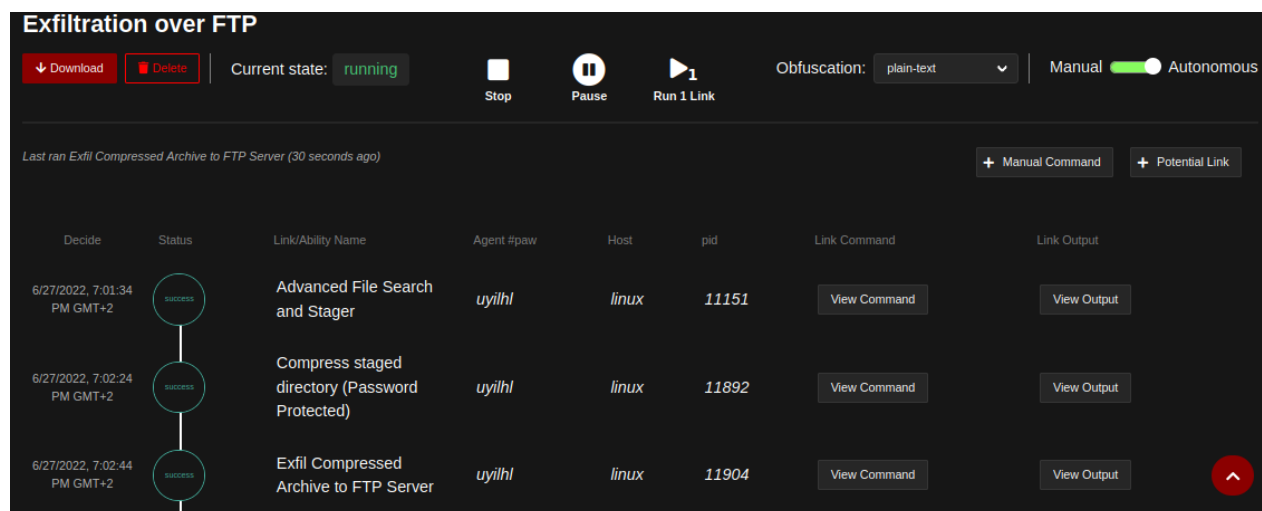 Exfiltration over FTP
Download Delete Current state: running Stop Pause 1 Run 1 Link Obfuscation: plain-text Manual Autonomous
Last ran Exfil Compressed Archive to FTP Server (30 seconds ago)
+ Manual Command + Potential Link
Decide Status Link/Ability Name Agent #paw Host pid Link Command Link Output
6/27/2022, 7:01:34
PM GMT+2
success
Advanced File Search
and Stager
uyilhl linux 11151 View Command View Output
6/27/2022, 7:02:24
PM GMT+2
success
Compress staged
directory (Password
Protected)
uyilhl linux 11892 View Command View Output
6/27/2022, 7:02:44
PM GMT+2
success
Exfil Compressed
Archive to FTP Server
uyilhl linux 11904 View Command View Output